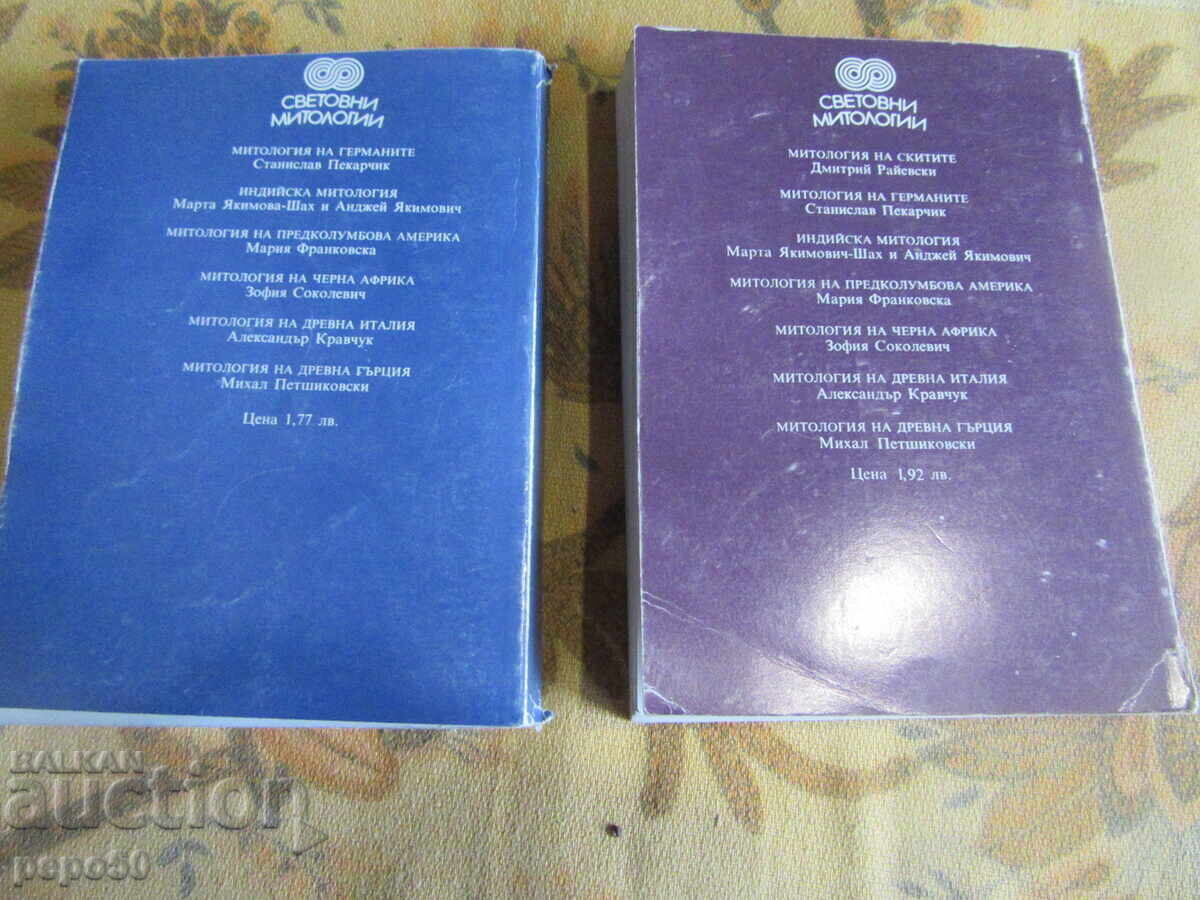 СВЕТОВНИ
МИТОЛОГИИ
МИТОЛОГИЯ НА ГЕРМАНИТЕ
Станислав Пекарчик
ИНДИЙСКА МИТОЛОГИЯ
Марта Якимова-Шах и Анджей Якимович
МИТОЛОГИЯ НА ПРЕДКОЛУМБОВА АМЕРИКА
Мария Франковска
МИТОЛОГИЯ НА ЧЕРНА АФРИКА
Зофия Соколевич
МИТОЛОГИЯ НА ДРЕВНА ИТАЛИЯ
Александър Кравчук
МИТОЛОГИЯ НА ДРЕВНА ГЪРЦИЯ
Михал Петшиковски
Цена 1,77 лв.
СВЕТОВНИ
МИТОЛОГИИ
МИТОЛОГИЯ НА СКИТИТЕ
Дмитрий Райевски
МИТОЛОГИЯ НА ГЕРМАНИТЕ
Станислав Пекарчик
ИНДИЙСКА МИТОЛОГИЯ
Марта Якимович-Шах и Анджей Якимович
МИТОЛОГИЯ НА ПРЕДКОЛУМБОВА АМЕРИКА
Мария Франковска
МИТОЛОГИЯ НА ЧЕРНА АФРИКА
Зофия Соколевич
МИТОЛОГИЯ НА ДРЕВНА ИТАЛИЯ
Александър Кравчук
МИТОЛОГИЯ НА ДРЕВНА ГЪРЦИЯ
Михал Петшиковски
Цена 1,92 лв.
BALKAN
auction
pepo50